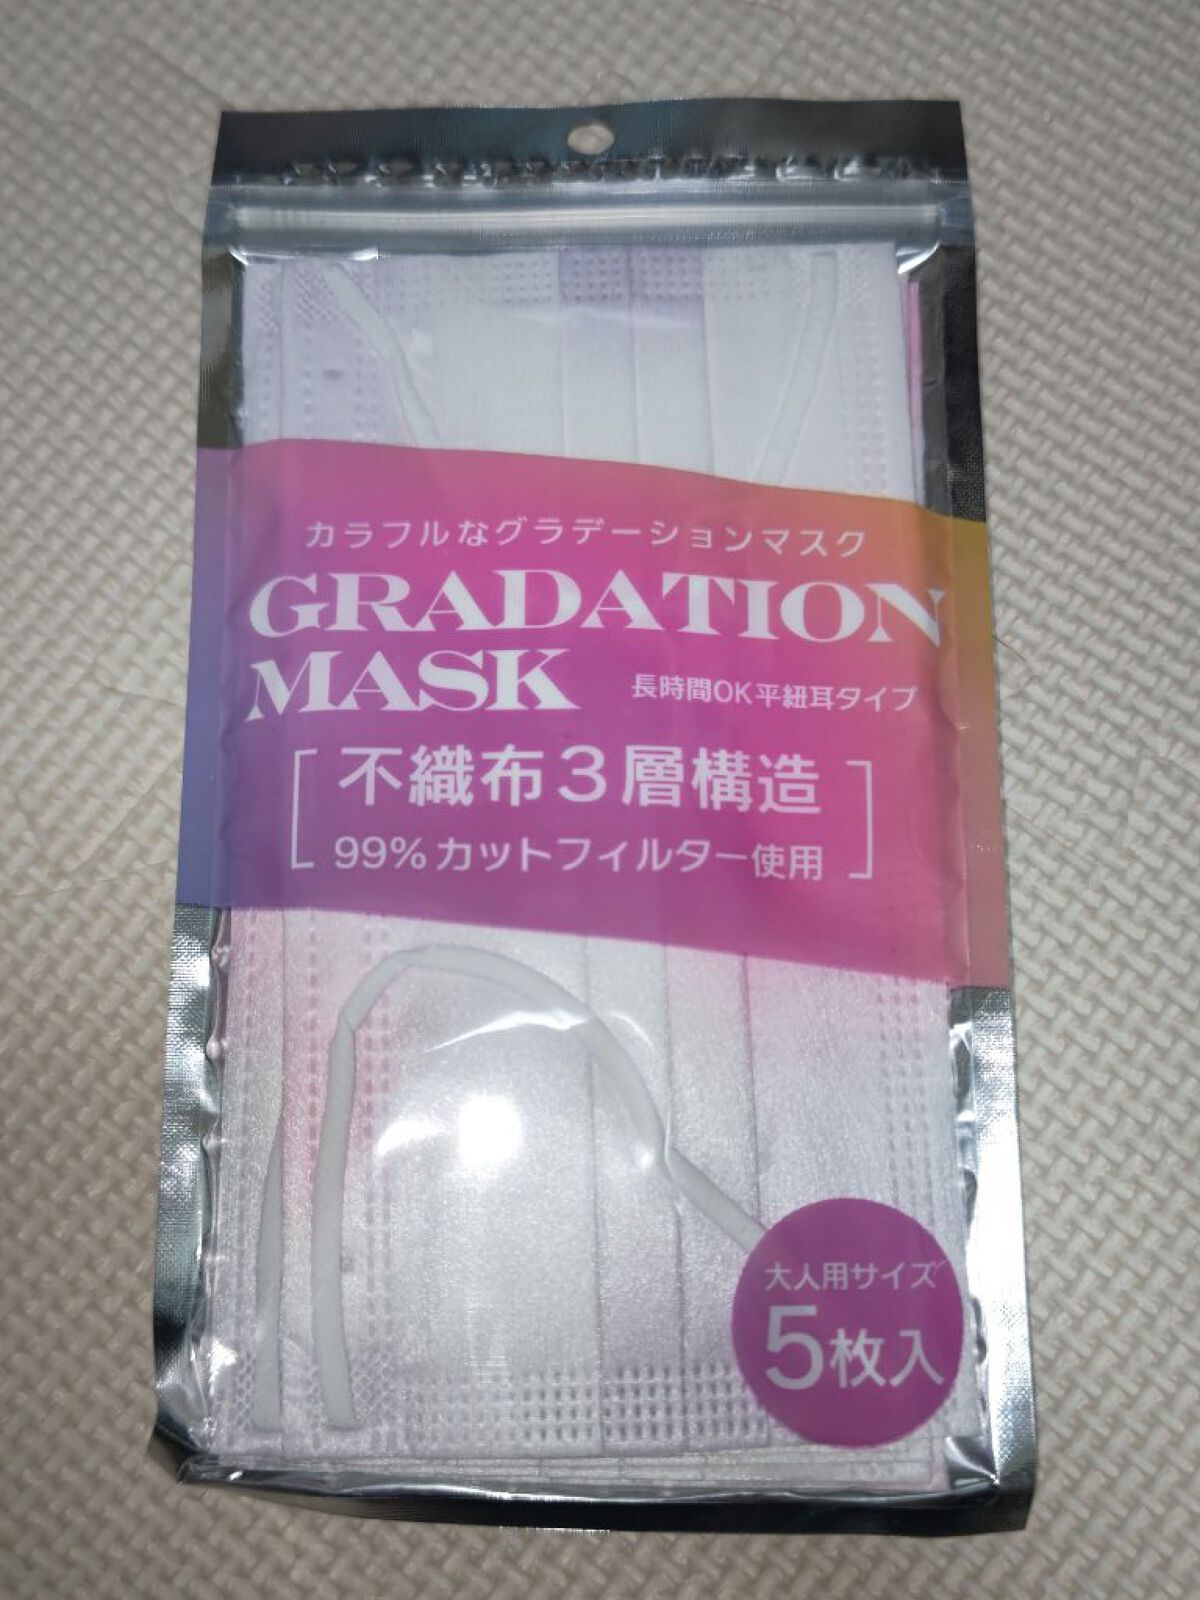 カラフルなグラデーションマスク
GRADATION
MASK
長時間OK平紐耳タイプ
不織布3層構造
99%カットフィルター使用
大人用サイズ
5枚入